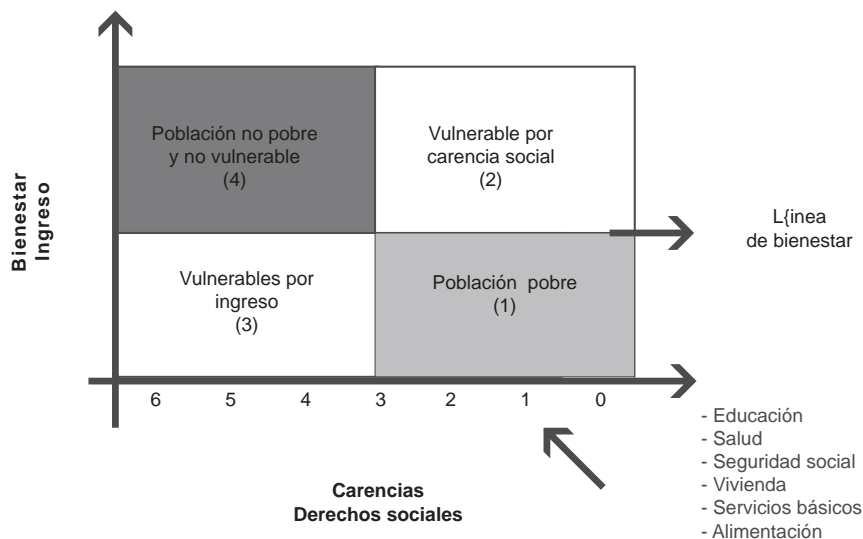 Bienestar
Ingreso
Población no pobre
y no vulnerable
(4)
Vulnerable por
carencia social
(2)
L{inea
de bienestar
Vulnerables por
ingreso
(3)
Población pobre
(1)
6 5 4 3 2 1 0
- Educación
- Salud
- Seguridad social
- Vivienda
- Servicios básicos
- Alimentación
Carencias
Derechos sociales